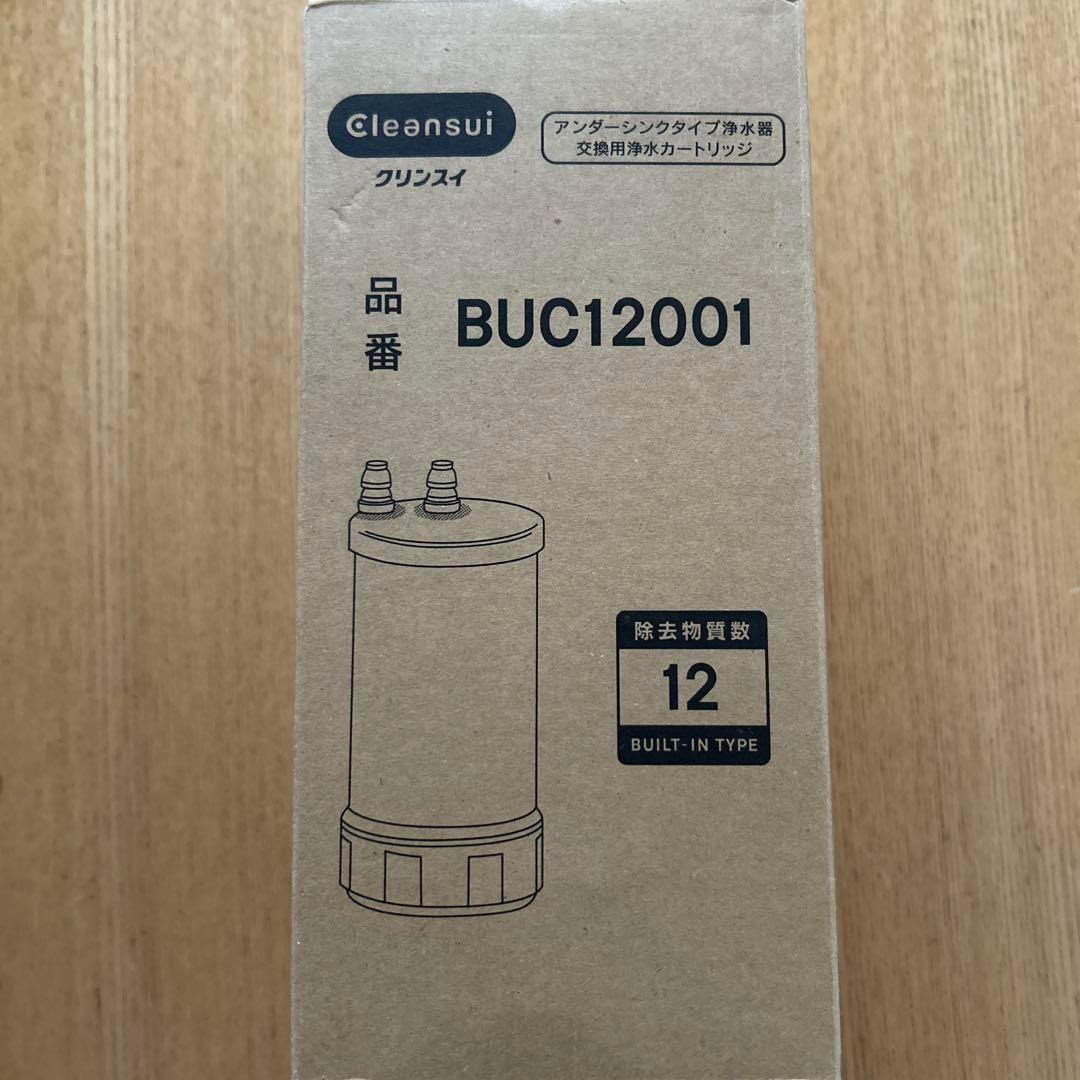 Cleansui
クリンスイ
アンダーシンクタイプ浄水器
交換用浄水カートリッジ
品番
BUC12001
除去物質数
12
BUILT-IN TYPE